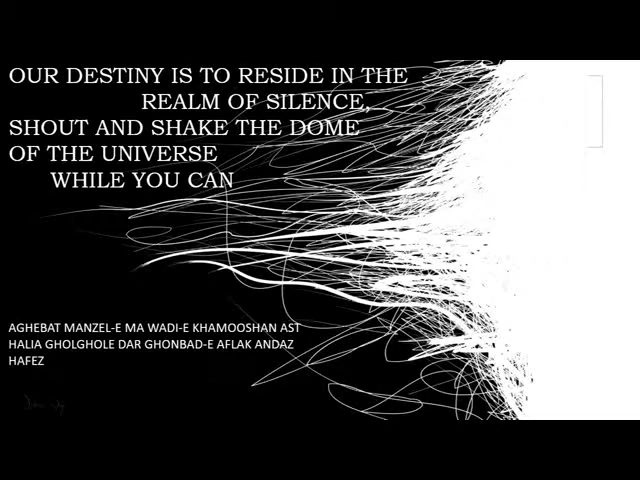 OUR DESTINY IS TO RESIDE IN THE
REALM OF SILENCE,
SHOUT AND SHAKE THE DOME
OF THE UNIVERSE
WHILE YOU CAN
AGHEBAT MANZEL-E MA WADI-E KHAMOOSHAN AST
HALIA GHOLGHOLE DAR GHONBAD-E AFLAK ANDAZ
HAFEZ